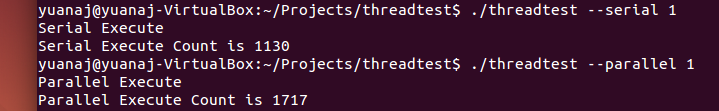 yuanaj@yuanaj-VirtualBox:~/Projects/threadtest$ ./threadtest --serial 1
Serial Execute
Serial Execute Count is 1130
yuanaj@yuanaj-VirtualBox:~/Projects/threadtest$ ./threadtest --parallel 1
Parallel Execute
Parallel Execute Count is 1717